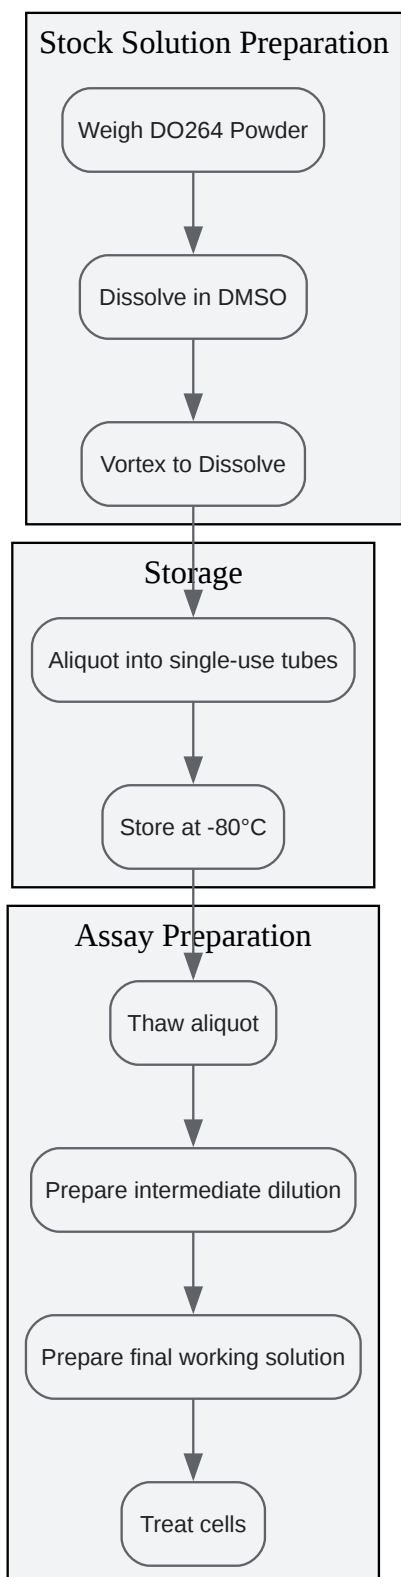 Stock Solution Preparation
Weigh DO264 Powder
Dissolve in DMSO
Vortex to Dissolve
Storage
Aliquot into single-use tubes
Store at -80°C
Assay Preparation
Thaw aliquot
Prepare intermediate dilution
Prepare final working solution
Treat cells